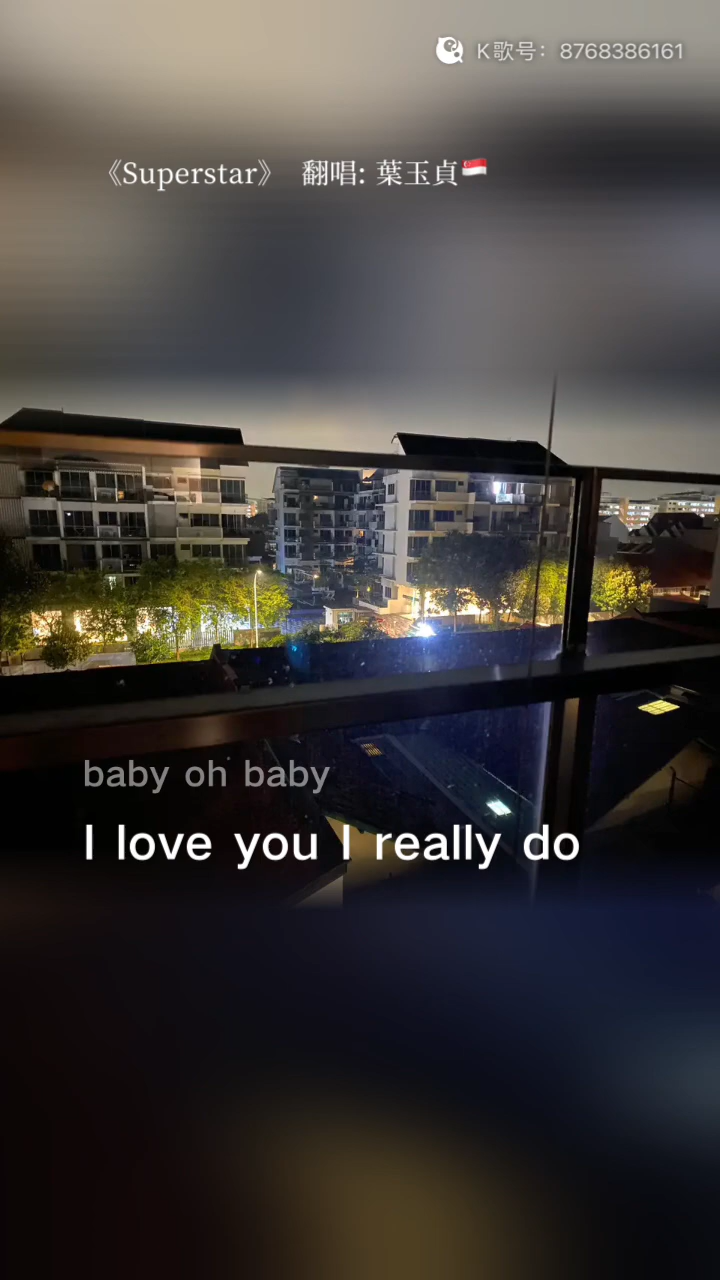 K歌号: 8768386161
《Superstar》 翻唱: 葉玉貞🇸🇬
baby oh baby
I love you I really do